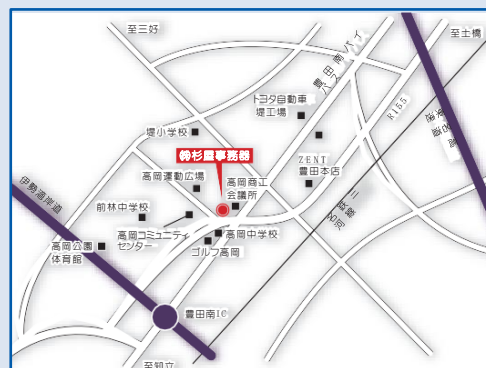 至三好
至土橋
豊田南バイ
パス
R155
トヨタ自動車
堤工場
堤小学校
㈱杉屋事務器
ZENT
豊田本店
高岡運動広場
高岡商工
会議所
伊勢湾岸道
前林中学校
高岡コミュニティ
センター
高岡中学校
ゴルフ高岡
高岡公園
体育館
豊田南IC
至知立